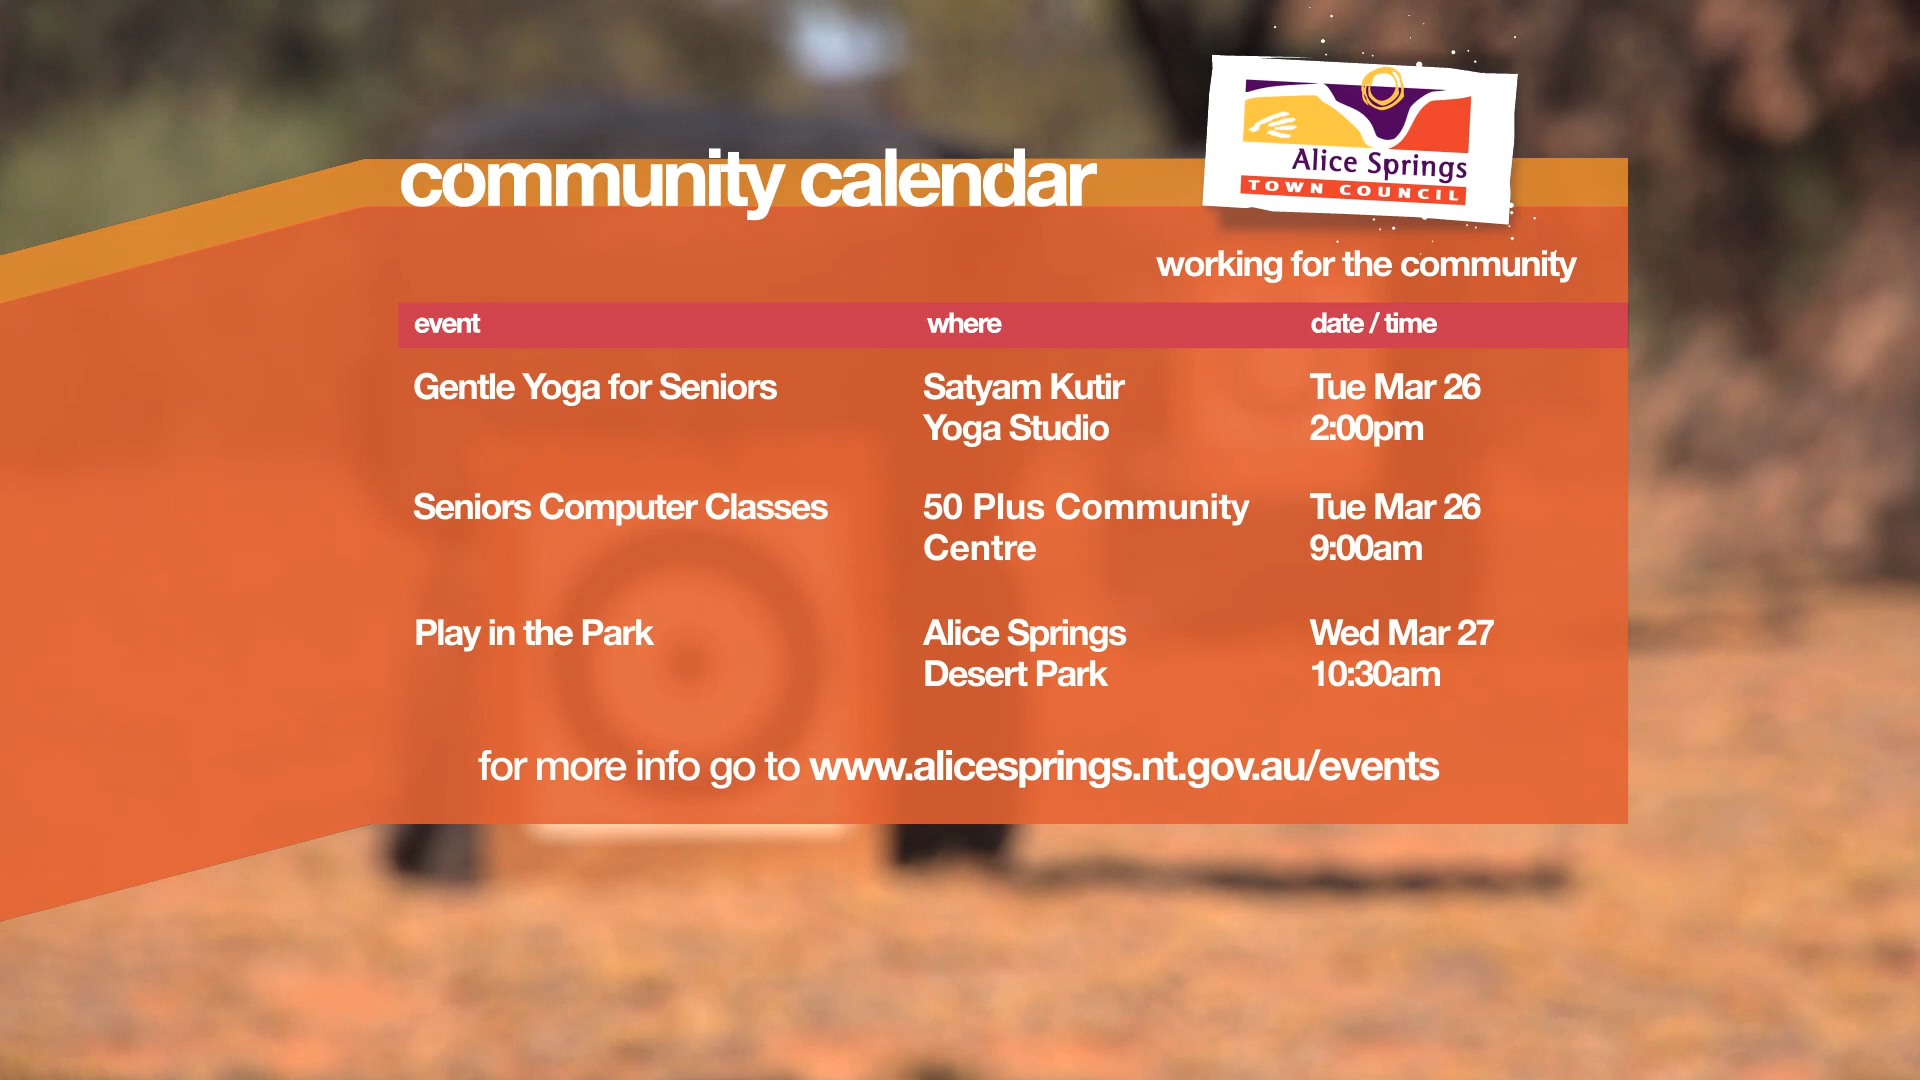 community calendar
Alice Springs
TOWN COUNCIL
working for the community
event where date / time
Gentle Yoga for Seniors Satyam Kutir Tue Mar 26
Yoga Studio 2:00pm
Seniors Computer Classes 50 Plus Community Tue Mar 26
Centre 9:00am
Play in the Park Alice Springs Wed Mar 27
Desert Park 10:30am
for more info go to www.alicesprings.nt.gov.au/events